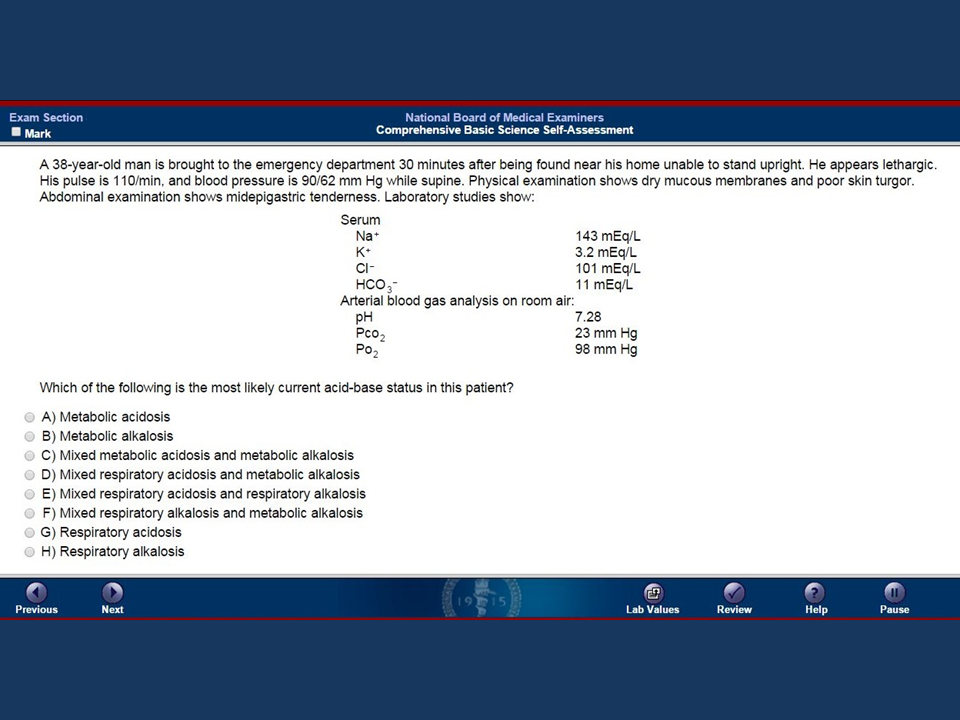 Exam Section
Mark
National Board of Medical Examiners
Comprehensive Basic Science Self-Assessment
A 38-year-old man is brought to the emergency department 30 minutes after being found near his home unable to stand upright. He appears lethargic.
His pulse is 110/min, and blood pressure is 90/62 mm Hg while supine. Physical examination shows dry mucous membranes and poor skin turgor.
Abdominal examination shows midepigastric tenderness. Laboratory studies show:
Serum
Na⁺ 143 mEq/L
K⁺ 3.2 mEq/L
Cl⁻ 101 mEq/L
HCO₃⁻ 11 mEq/L
Arterial blood gas analysis on room air:
pH 7.28
Pco₂ 23 mm Hg
Po₂ 98 mm Hg
Which of the following is the most likely current acid-base status in this patient?
A) Metabolic acidosis
B) Metabolic alkalosis
C) Mixed metabolic acidosis and metabolic alkalosis
D) Mixed respiratory acidosis and metabolic alkalosis
E) Mixed respiratory acidosis and respiratory alkalosis
F) Mixed respiratory alkalosis and metabolic alkalosis
G) Respiratory acidosis
H) Respiratory alkalosis
1915
Previous Next Lab Values Review Help Pause